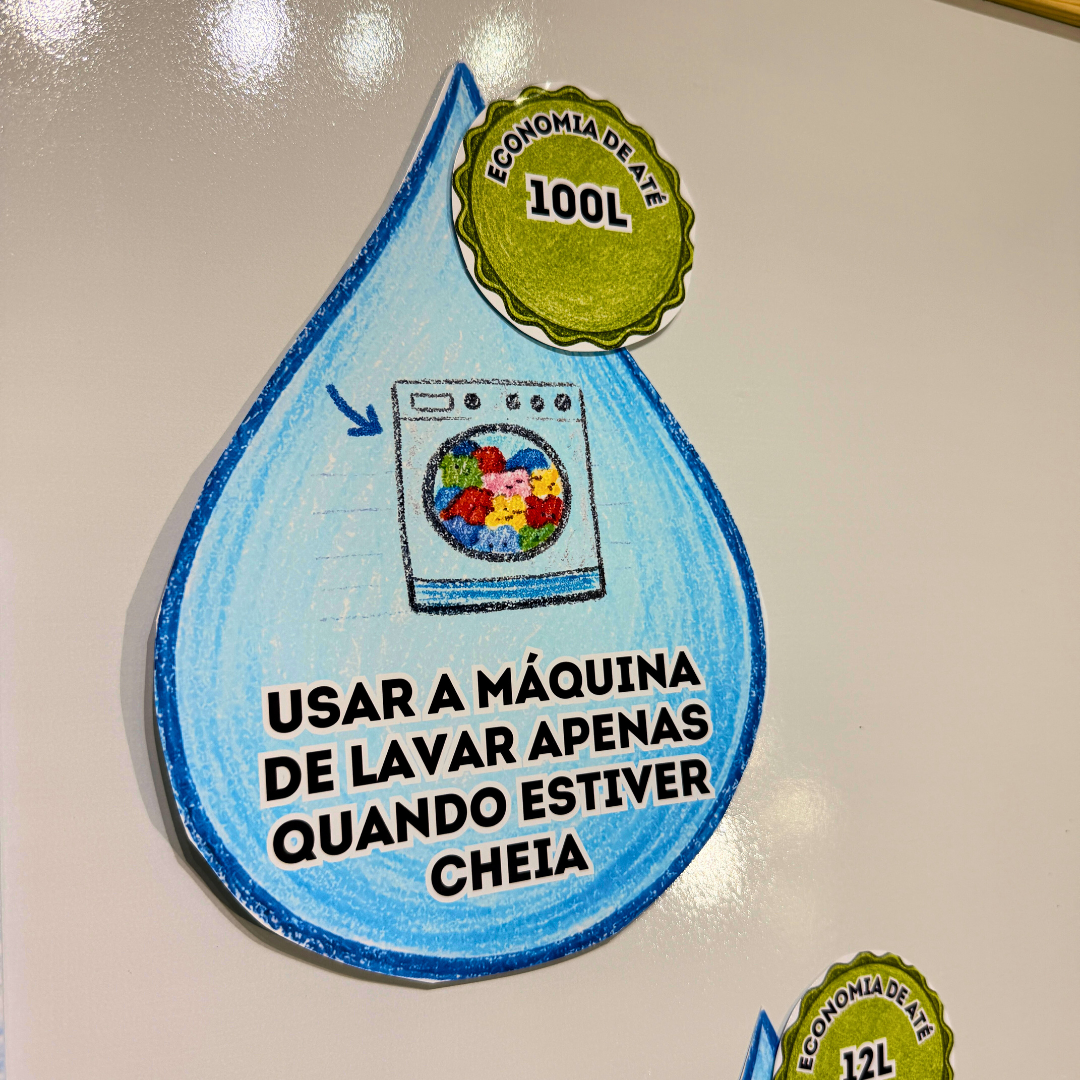 ECONOMIA DE ATÉ
100L
USAR A MÁQUINA
DE LAVAR APENAS
QUANDO ESTIVER
CHEIA
ECONOMIA DE ATÉ
12L